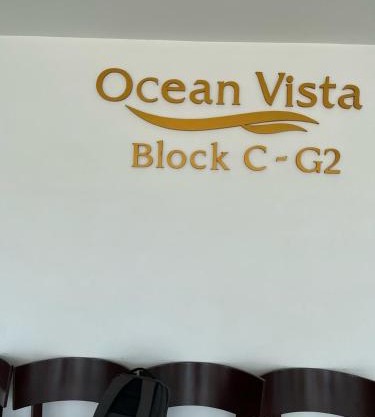 Ocean Vista
Block C ~ G2